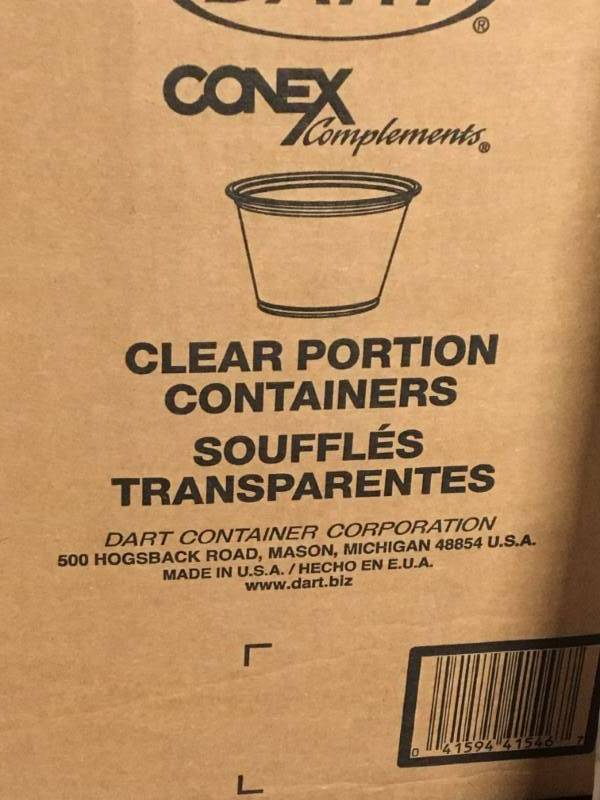 DART
®
CONEX
Complements®
CLEAR PORTION
CONTAINERS
SOUFFLÉS
TRANSPARENTES
DART CONTAINER CORPORATION
500 HOGSBACK ROAD, MASON, MICHIGAN 48854 U.S.A.
MADE IN U.S.A. / HECHO EN E.U.A.
www.dart.biz
0 41594 41546 7